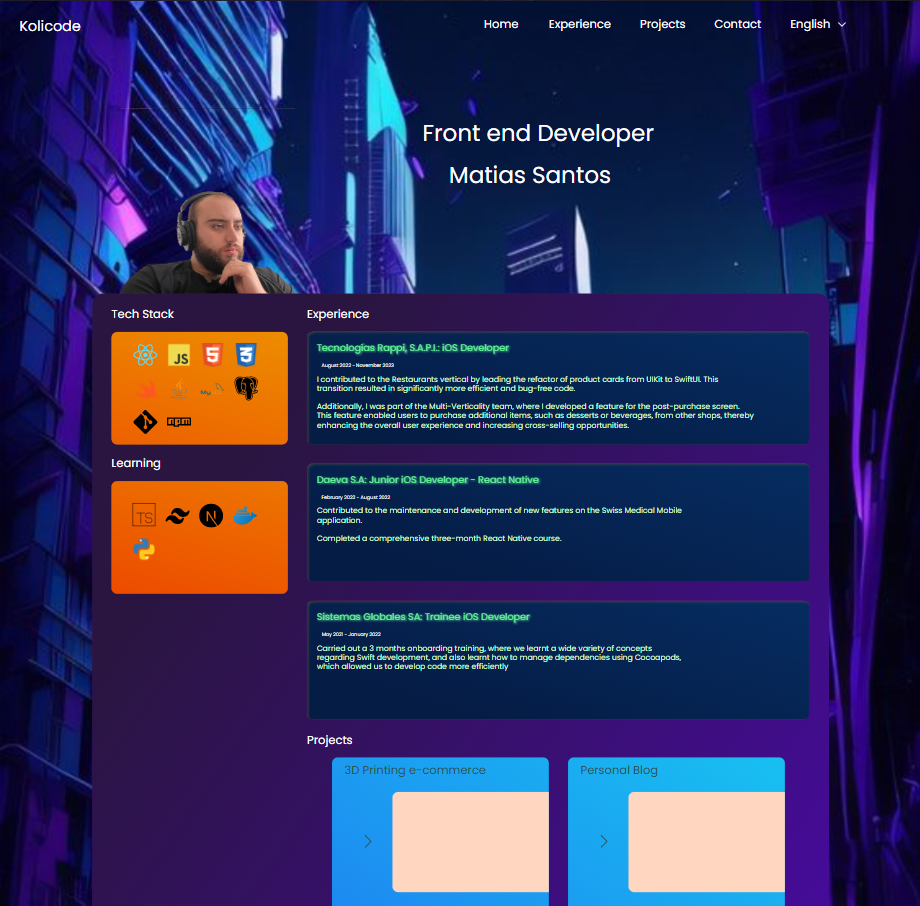 Kolicode
Home Experience Projects Contact English
Front end Developer
Matias Santos
Tech Stack
JS
5
3
npm
Learning
TS
N
Experience
Tecnologías Rappi, S.A.P.I.: iOS Developer
August 2022 - November 2023
I contributed to the Restaurants vertical by leading the refactor of product cards from UIKit to SwiftUI. This
transition resulted in significantly more efficient and bug-free code.
Additionally, I was part of the Multi-Verticality team, where I developed a feature for the post-purchase screen.
This feature enabled users to purchase additional items, such as desserts or beverages, from other shops, thereby
enhancing the overall user experience and increasing cross-selling opportunities.
Daeva S.A: Junior iOS Developer - React Native
February 2022 - August 2022
Contributed to the maintenance and development of new features on the Swiss Medical Mobile
application.
Completed a comprehensive three-month React Native course.
Sistemas Globales SA: Trainee iOS Developer
May 2021 - January 2022
Carried out a 3 months onboarding training, where we learnt a wide variety of concepts
regarding Swift development, and also learnt how to manage dependencies using Cocoapods,
which allowed us to develop code more efficiently
Projects
3D Printing e-commerce
Personal Blog